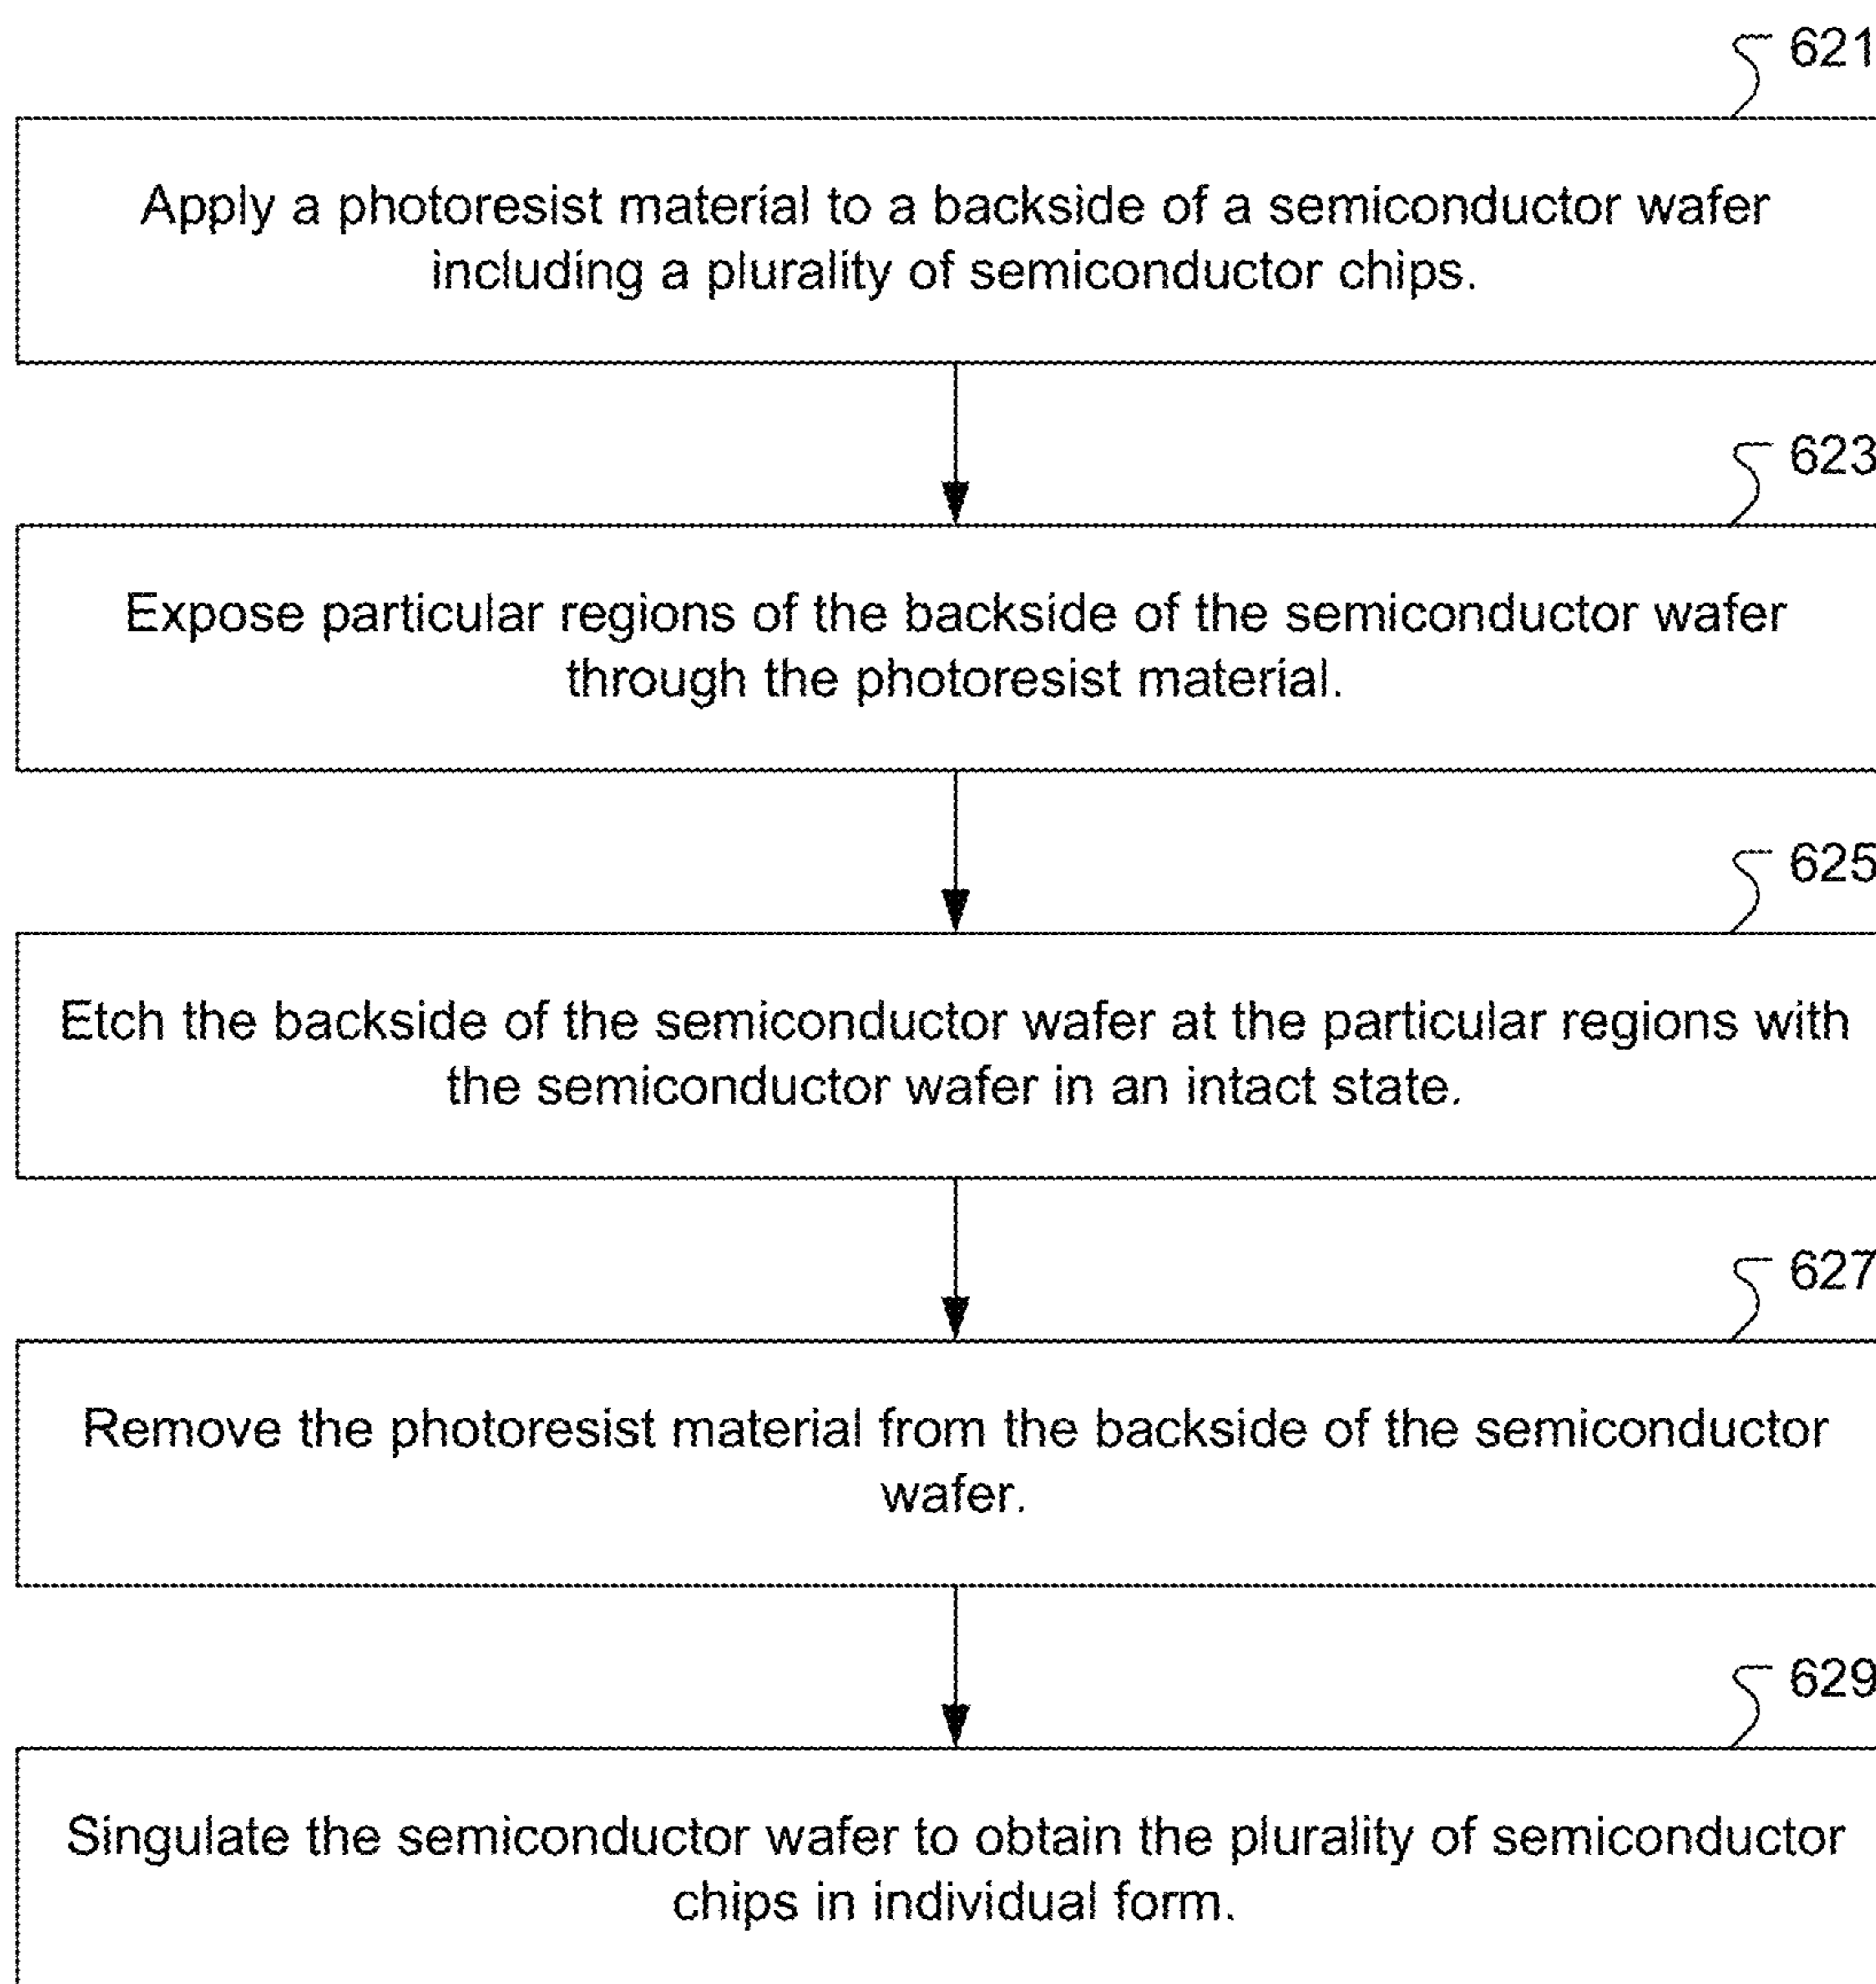 621
Apply a photoresist material to a backside of a semiconductor wafer
including a plurality of semiconductor chips.
623
Expose particular regions of the backside of the semiconductor wafer
through the photoresist material.
625
Etch the backside of the semiconductor wafer at the particular regions with
the semiconductor wafer in an intact state.
627
Remove the photoresist material from the backside of the semiconductor
wafer.
629
Singulate the semiconductor wafer to obtain the plurality of semiconductor
chips in individual form.